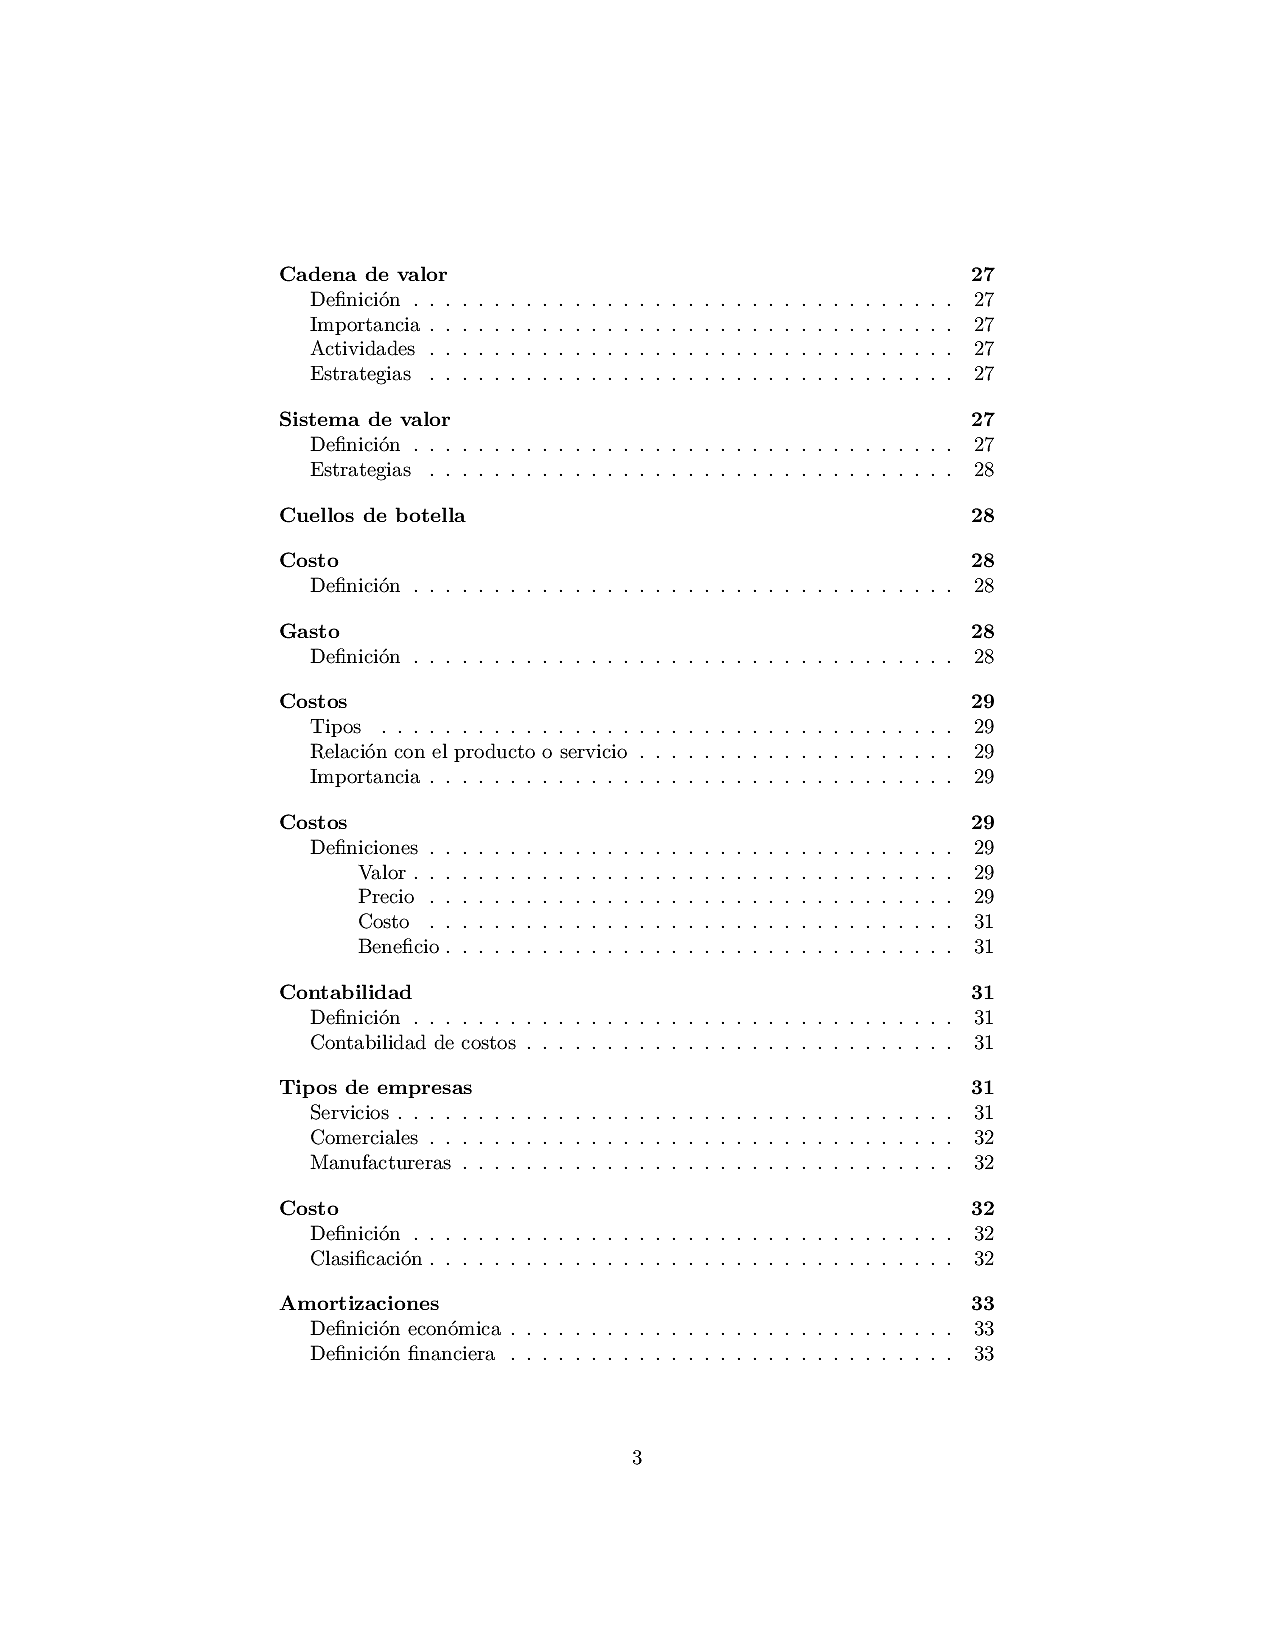 Cadena de valor 27
Definición . . . . . . . . . . . . . . . . . . . . . . . . . . . . . . . . . . 27
Importancia . . . . . . . . . . . . . . . . . . . . . . . . . . . . . . . . . 27
Actividades . . . . . . . . . . . . . . . . . . . . . . . . . . . . . . . . . 27
Estrategias . . . . . . . . . . . . . . . . . . . . . . . . . . . . . . . . . 27
Sistema de valor 27
Definición . . . . . . . . . . . . . . . . . . . . . . . . . . . . . . . . . . 27
Estrategias . . . . . . . . . . . . . . . . . . . . . . . . . . . . . . . . . 28
Cuellos de botella 28
Costo 28
Definición . . . . . . . . . . . . . . . . . . . . . . . . . . . . . . . . . . 28
Gasto 28
Definición . . . . . . . . . . . . . . . . . . . . . . . . . . . . . . . . . . 28
Costos 29
Tipos . . . . . . . . . . . . . . . . . . . . . . . . . . . . . . . . . . . . 29
Relación con el producto o servicio . . . . . . . . . . . . . . . . . . . . 29
Importancia . . . . . . . . . . . . . . . . . . . . . . . . . . . . . . . . . 29
Costos 29
Definiciones . . . . . . . . . . . . . . . . . . . . . . . . . . . . . . . . . 29
Valor . . . . . . . . . . . . . . . . . . . . . . . . . . . . . . . . . . 29
Precio . . . . . . . . . . . . . . . . . . . . . . . . . . . . . . . . . 29
Costo . . . . . . . . . . . . . . . . . . . . . . . . . . . . . . . . . 31
Beneficio . . . . . . . . . . . . . . . . . . . . . . . . . . . . . . . . 31
Contabilidad 31
Definición . . . . . . . . . . . . . . . . . . . . . . . . . . . . . . . . . . 31
Contabilidad de costos . . . . . . . . . . . . . . . . . . . . . . . . . . . 31
Tipos de empresas 31
Servicios . . . . . . . . . . . . . . . . . . . . . . . . . . . . . . . . . . . 31
Comerciales . . . . . . . . . . . . . . . . . . . . . . . . . . . . . . . . . 32
Manufactureras . . . . . . . . . . . . . . . . . . . . . . . . . . . . . . . 32
Costo 32
Definición . . . . . . . . . . . . . . . . . . . . . . . . . . . . . . . . . . 32
Clasificación . . . . . . . . . . . . . . . . . . . . . . . . . . . . . . . . . 32
Amortizaciones 33
Definición económica . . . . . . . . . . . . . . . . . . . . . . . . . . . . 33
Definición financiera . . . . . . . . . . . . . . . . . . . . . . . . . . . . 33
3